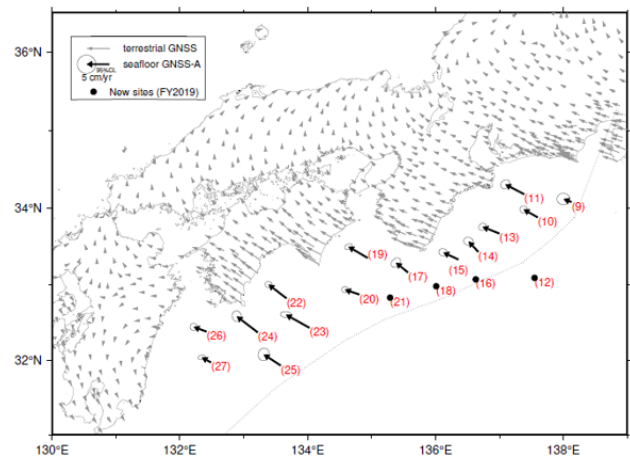 36°N
terrestrial GNSS
seafloor GNSS-A
95%CL
5 cm/yr
New sites (FY2019)
34°N
(11)
(9)
(10)
(13)
(19)
(14)
(15)
(17)
(12)
(22)
(20)
(18)
(16)
(21)
(26)
(24)
(23)
32°N
(27)
(25)
130°E
132°E
134°E
136°E
138°E